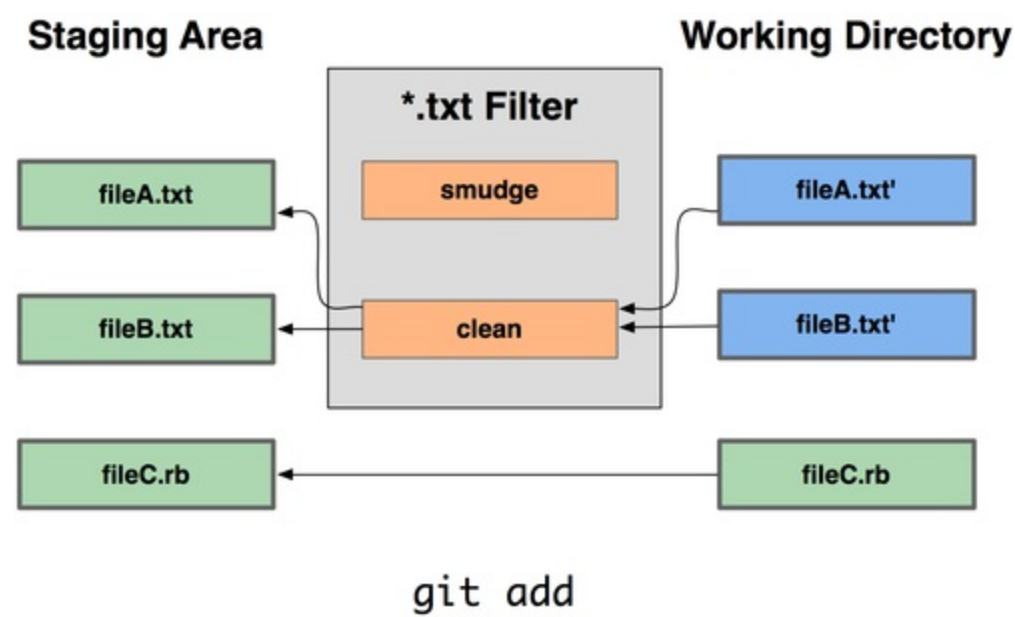 Staging Area
Working Directory
*.txt Filter
fileA.txt
smudge
fileA.txt'
fileB.txt
clean
fileB.txt'
fileC.rb
fileC.rb
git add